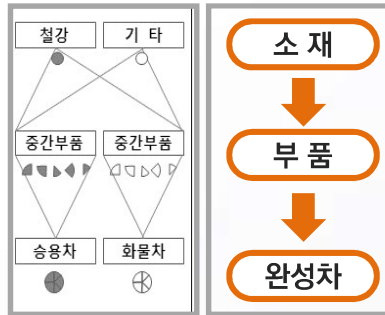 철강 기 타
중간부품 중간부품
승용차 화물차
소 재
부 품
완성차